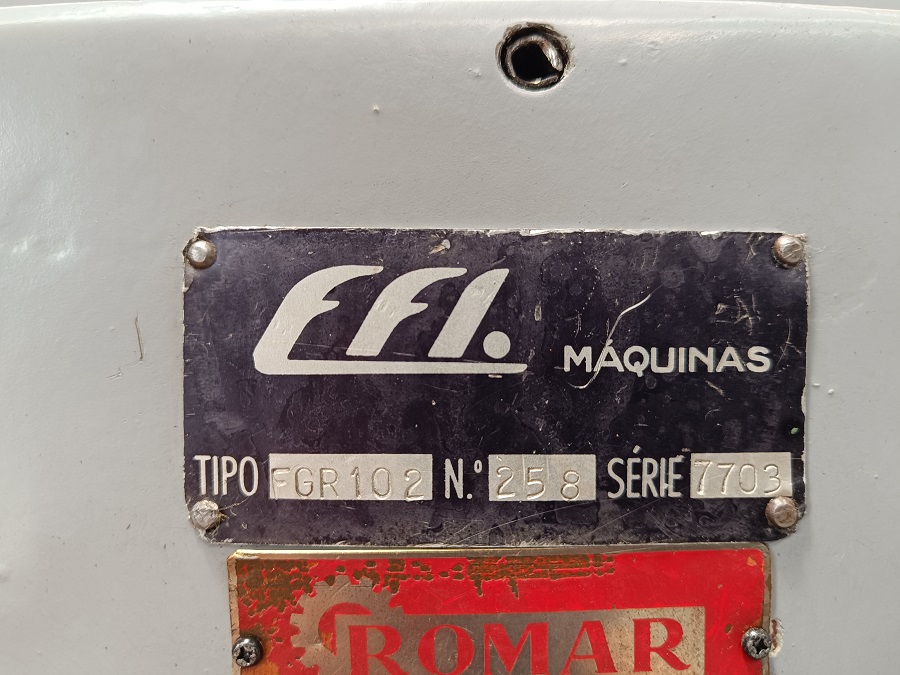 EFI.
MÁQUINAS
TIPO FGR102 N.º 258 SÉRIE 7703
ROMAR